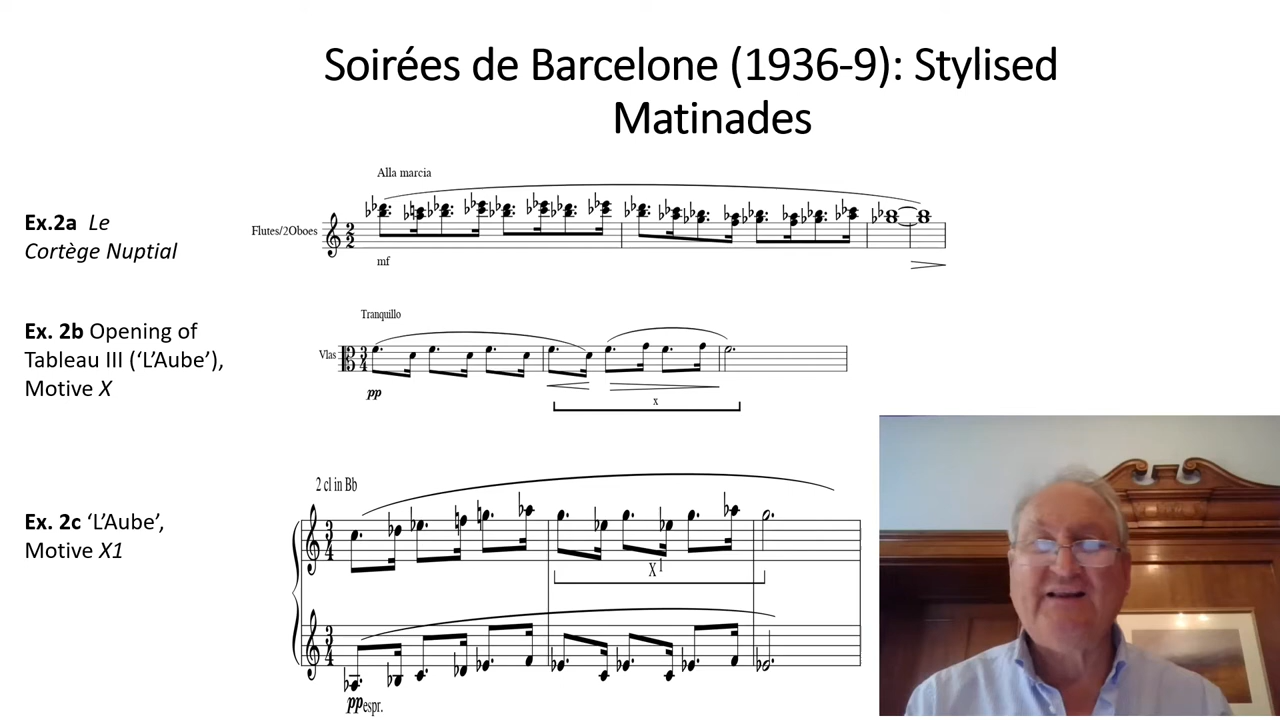 Soirées de Barcelone (1936-9): Stylised
Matinades
Alla marcia
Ex.2a Le
Cortège Nuptial
Flutes/2Oboes
mf
Tranquillo
Ex. 2b Opening of
Tableau III (‘L’Aube’),
Motive X
Vlas
pp
x
2 cl in Bb
Ex. 2c ‘L’Aube’,
Motive X1
X1
pp espr.